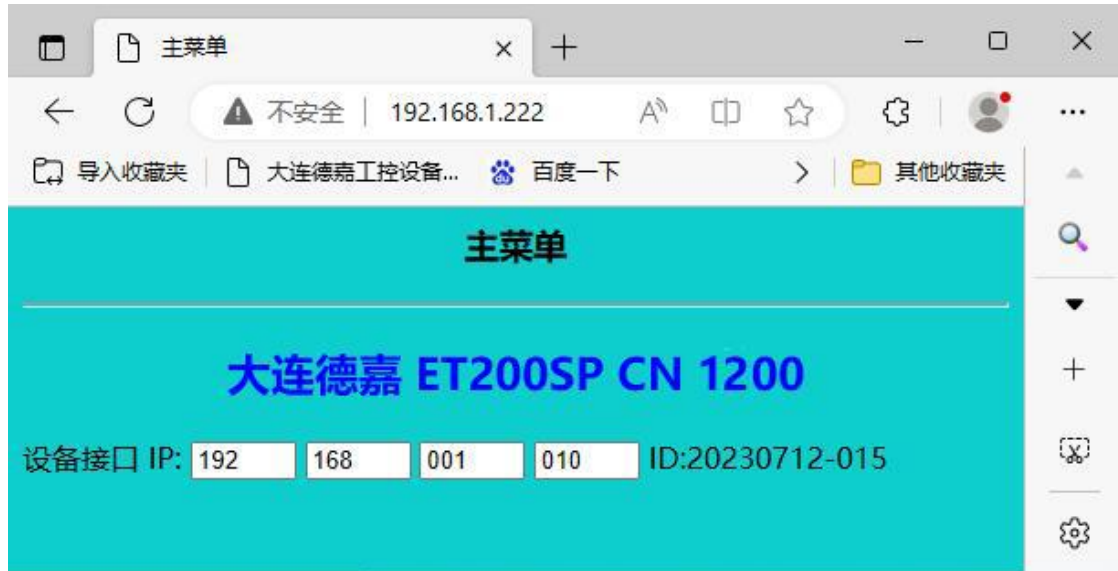 主菜单
不安全 | 192.168.1.222
导入收藏夹 大连德嘉工控设备... 百度一下 其他收藏夹
主菜单
大连德嘉 ET200SP CN 1200
设备接口 IP: 192 168 001 010 ID:20230712-015